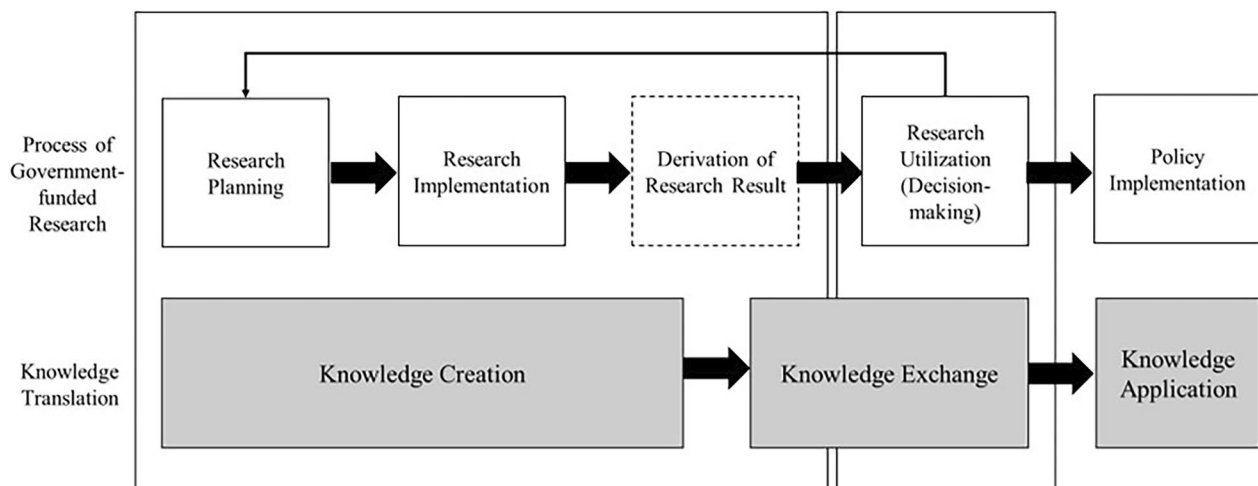 Process of
Government-
funded
Research
Research
Planning
Research
Implementation
Derivation of
Research Result
Research
Utilization
(Decision-
making)
Policy
Implementation
Knowledge
Translation
Knowledge Creation
Knowledge Exchange
Knowledge
Application